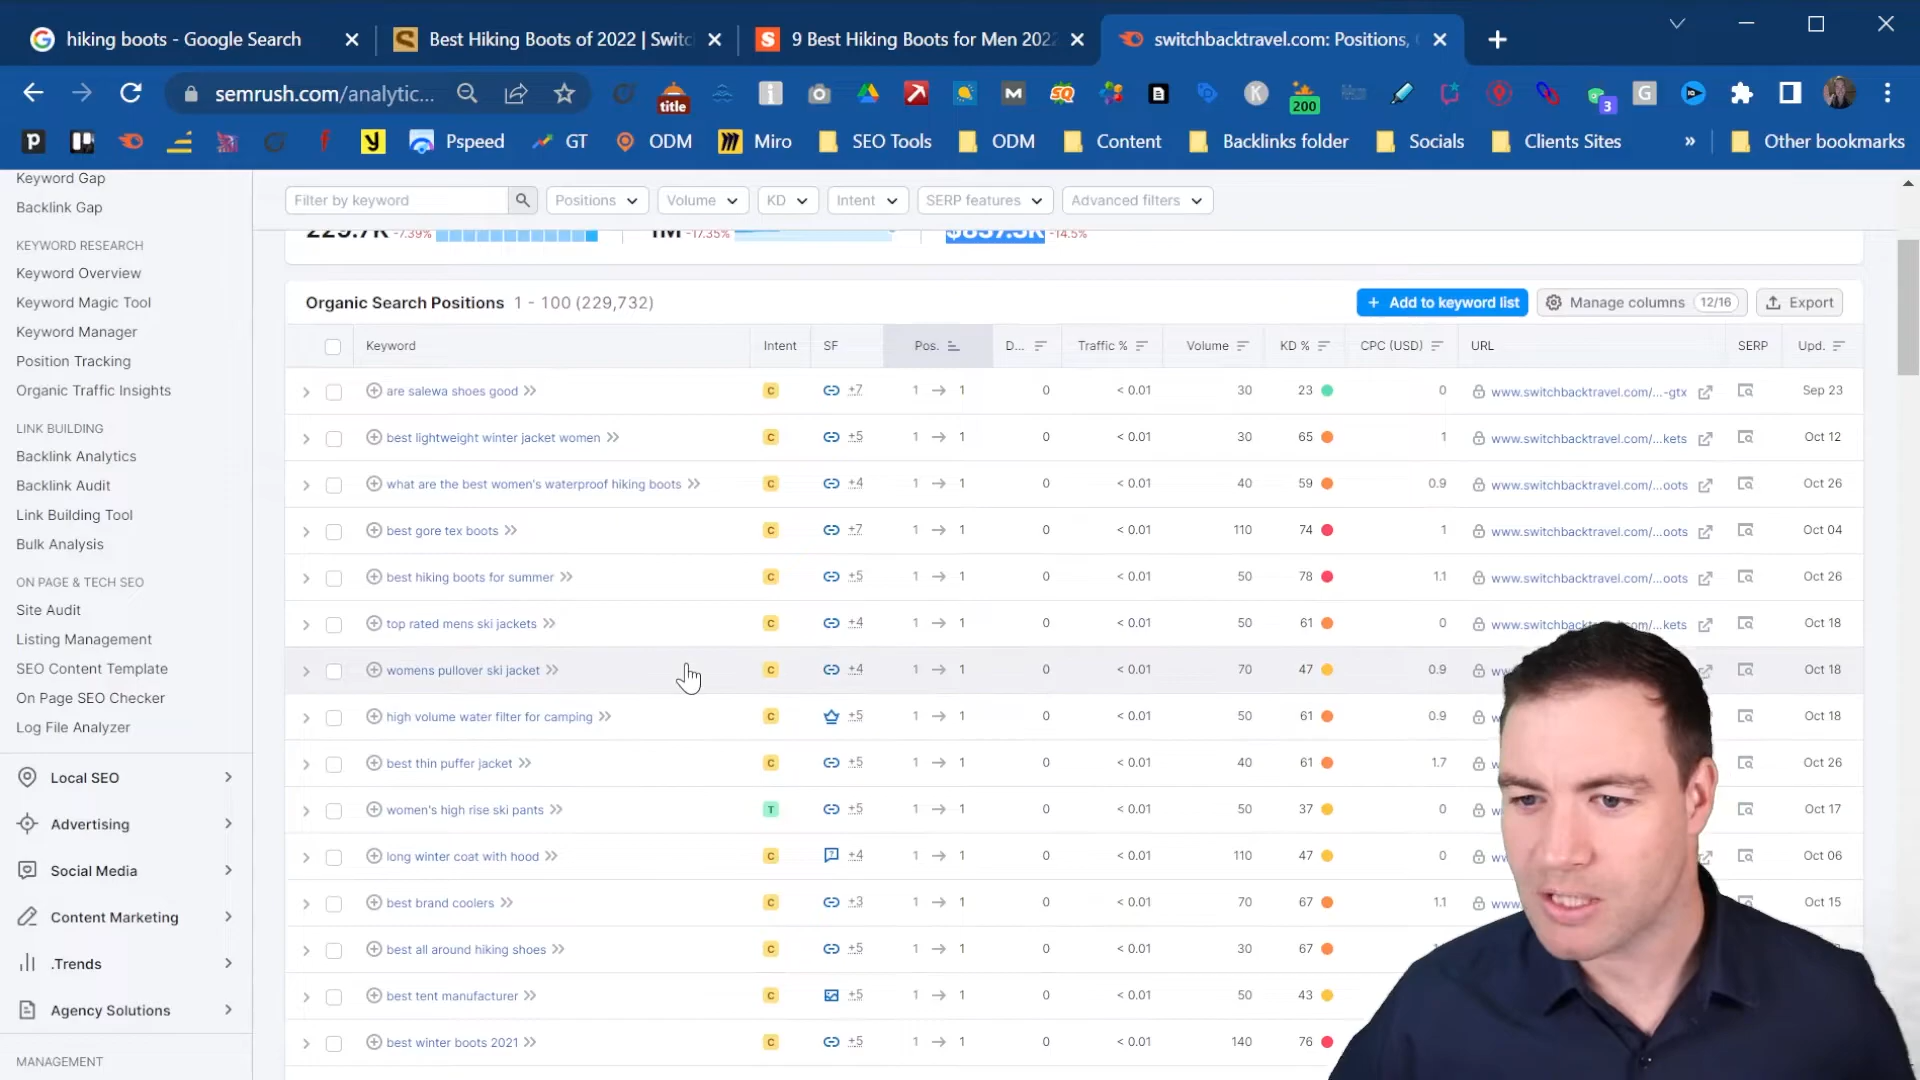 hiking boots - Google Search
Best Hiking Boots of 2022 | Switc
9 Best Hiking Boots for Men 2022
switchbacktravel.com: Positions,
semrush.com/analytic...
title
200
3
Pspeed
GT
ODM
Miro
SEO Tools
ODM
Content
Backlinks folder
Socials
Clients Sites
Other bookmarks
Keyword Gap
Backlink Gap
KEYWORD RESEARCH
Keyword Overview
Keyword Magic Tool
Keyword Manager
Position Tracking
Organic Traffic Insights
LINK BUILDING
Backlink Analytics
Backlink Audit
Link Building Tool
Bulk Analysis
ON PAGE & TECH SEO
Site Audit
Listing Management
SEO Content Template
On Page SEO Checker
Log File Analyzer
Local SEO
Advertising
Social Media
Content Marketing
.Trends
Agency Solutions
MANAGEMENT
Filter by keyword Positions Volume KD Intent SERP features Advanced filters
229.7K -7.39% 1M -17.35% $837.3K -14.5%
Organic Search Positions 1 - 100 (229,732)
+ Add to keyword list Manage columns 12/16 Export
Keyword Intent SF Pos. D... Traffic % Volume KD % CPC (USD) URL SERP Upd.
are salewa shoes good C +7 1 → 1 0 < 0.01 30 23 0 www.switchbacktravel.com/...-gtx Sep 23
best lightweight winter jacket women C +5 1 → 1 0 < 0.01 30 65 1 www.switchbacktravel.com/...kets Oct 12
what are the best women's waterproof hiking boots C +4 1 → 1 0 < 0.01 40 59 0.9 www.switchbacktravel.com/...oots Oct 26
best gore tex boots C +7 1 → 1 0 < 0.01 110 74 1 www.switchbacktravel.com/...oots Oct 04
best hiking boots for summer C +5 1 → 1 0 < 0.01 50 78 1.1 www.switchbacktravel.com/...oots Oct 26
top rated mens ski jackets C +4 1 → 1 0 < 0.01 50 61 0 www.switchbacktravel.com/...kets Oct 18
womens pullover ski jacket C +4 1 → 1 0 < 0.01 70 47 0.9 Oct 18
high volume water filter for camping C +5 1 → 1 0 < 0.01 50 61 0.9 Oct 18
best thin puffer jacket C +5 1 → 1 0 < 0.01 40 61 1.7 Oct 26
women's high rise ski pants T +5 1 → 1 0 < 0.01 50 37 0 Oct 17
long winter coat with hood C +4 1 → 1 0 < 0.01 110 47 0 Oct 06
best brand coolers C +3 1 → 1 0 < 0.01 70 67 1.1 www. Oct 15
best all around hiking shoes C +5 1 → 1 0 < 0.01 30 67
best tent manufacturer C +5 1 → 1 0 < 0.01 50 43
best winter boots 2021 C +5 1 → 1 0 < 0.01 140 76